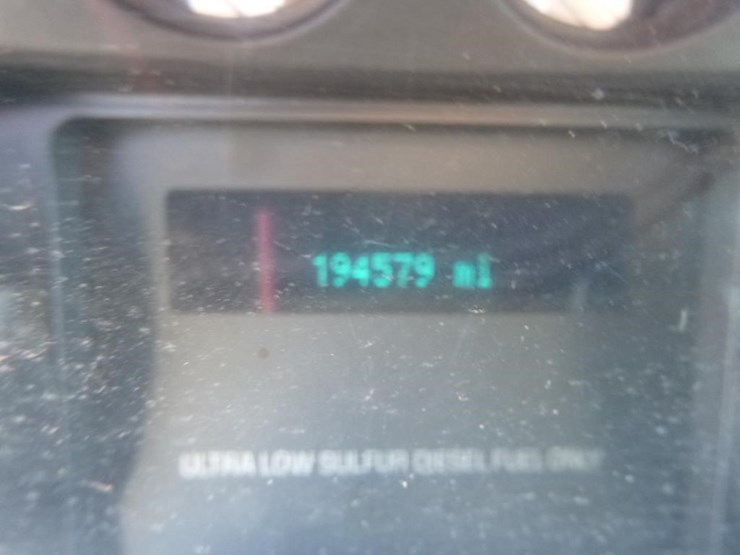 194579 mi
ULTRA LOW SULFUR DIESEL FUEL ONLY